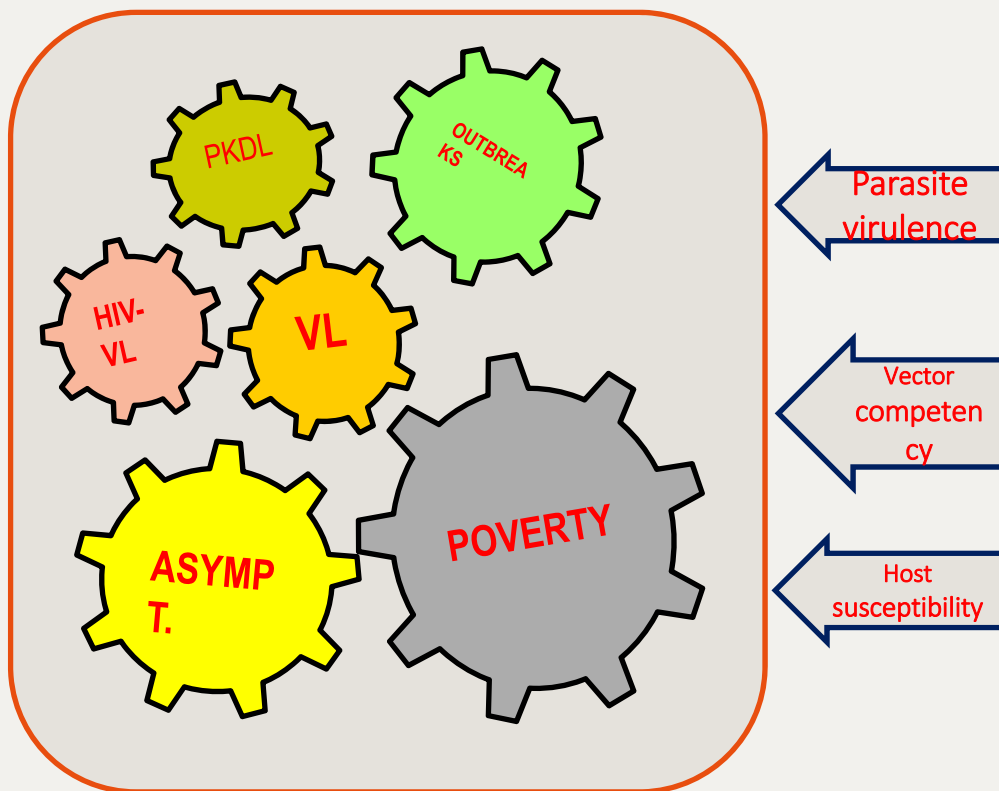 PKDL
OUTBREA
KS
HIV-
VL
VL
ASYMP
T.
POVERTY
Parasite
virulence
Vector
competen
cy
Host
susceptibility